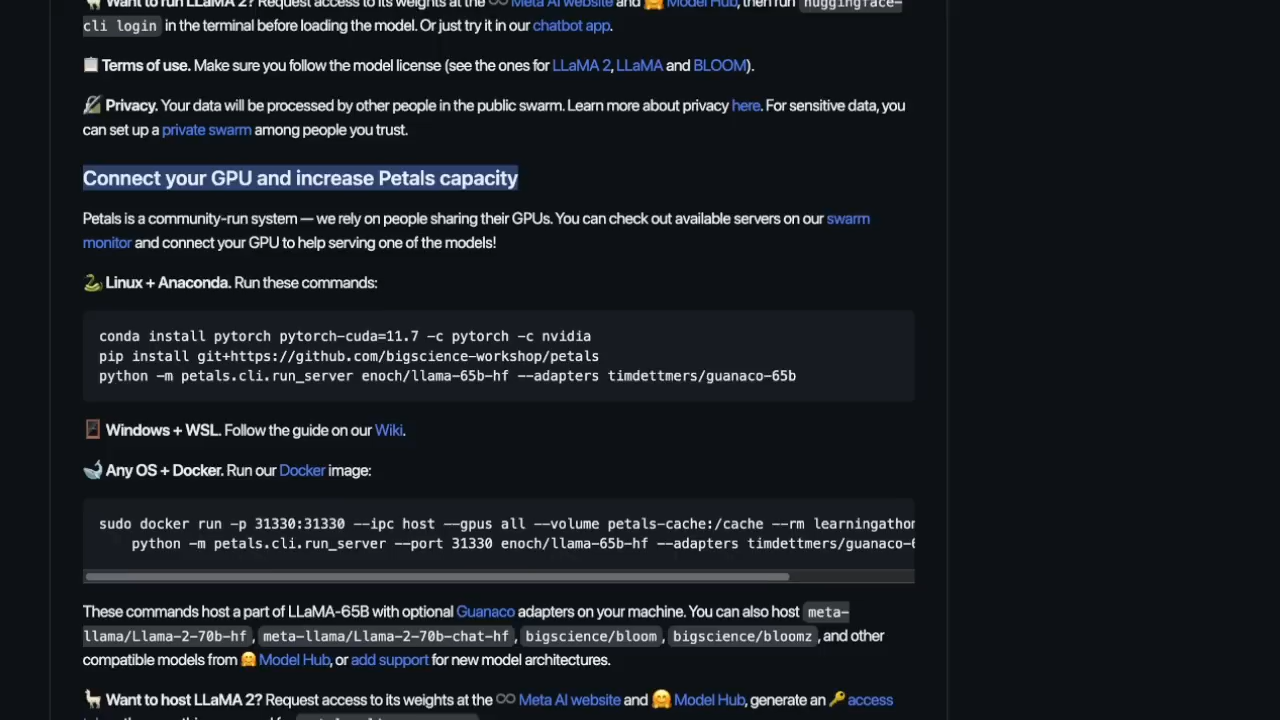 Want to run LLaMA 2? Request access to its weights at the ♾️ Meta AI website and 🤗 Model Hub, then run huggingface-
cli login in the terminal before loading the model. Or just try it in our chatbot app.
📋 Terms of use. Make sure you follow the model license (see the ones for LLaMA 2, LLaMA and BLOOM).
🔏 Privacy. Your data will be processed by other people in the public swarm. Learn more about privacy here. For sensitive data, you
can set up a private swarm among people you trust.
Connect your GPU and increase Petals capacity
Petals is a community-run system — we rely on people sharing their GPUs. You can check out available servers on our swarm
monitor and connect your GPU to help serving one of the models!
🐍 Linux + Anaconda. Run these commands:
conda install pytorch pytorch-cuda=11.7 -c pytorch -c nvidia
pip install git+https://github.com/bigscience-workshop/petals
python -m petals.cli.run_server enoch/llama-65b-hf --adapters timdettmers/guanaco-65b
🪟 Windows + WSL. Follow the guide on our Wiki.
🐋 Any OS + Docker. Run our Docker image:
sudo docker run -p 31330:31330 --ipc host --gpus all --volume petals-cache:/cache --rm learningathon
python -m petals.cli.run_server --port 31330 enoch/llama-65b-hf --adapters timdettmers/guanaco-6
These commands host a part of LLaMA-65B with optional Guanaco adapters on your machine. You can also host meta-
llama/Llama-2-70b-hf, meta-llama/Llama-2-70b-chat-hf, bigscience/bloom, bigscience/bloomz, and other
compatible models from 🤗 Model Hub, or add support for new model architectures.
🦙 Want to host LLaMA 2? Request access to its weights at the ♾️ Meta AI website and 🤗 Model Hub, generate an 🔑 access